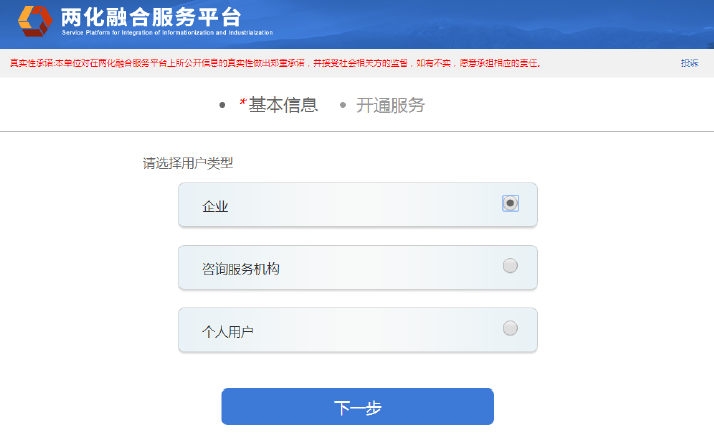 两化融合服务平台
Service Platform for Integration of Informationization and Industrialization
真实性承诺:本单位对在两化融合服务平台上所公开信息的真实性做出郑重承诺，并接受社会相关方的监督，如有不实，愿意承担相应的责任。 投诉
• *基本信息 • 开通服务
请选择用户类型
企业
咨询服务机构
个人用户
下一步